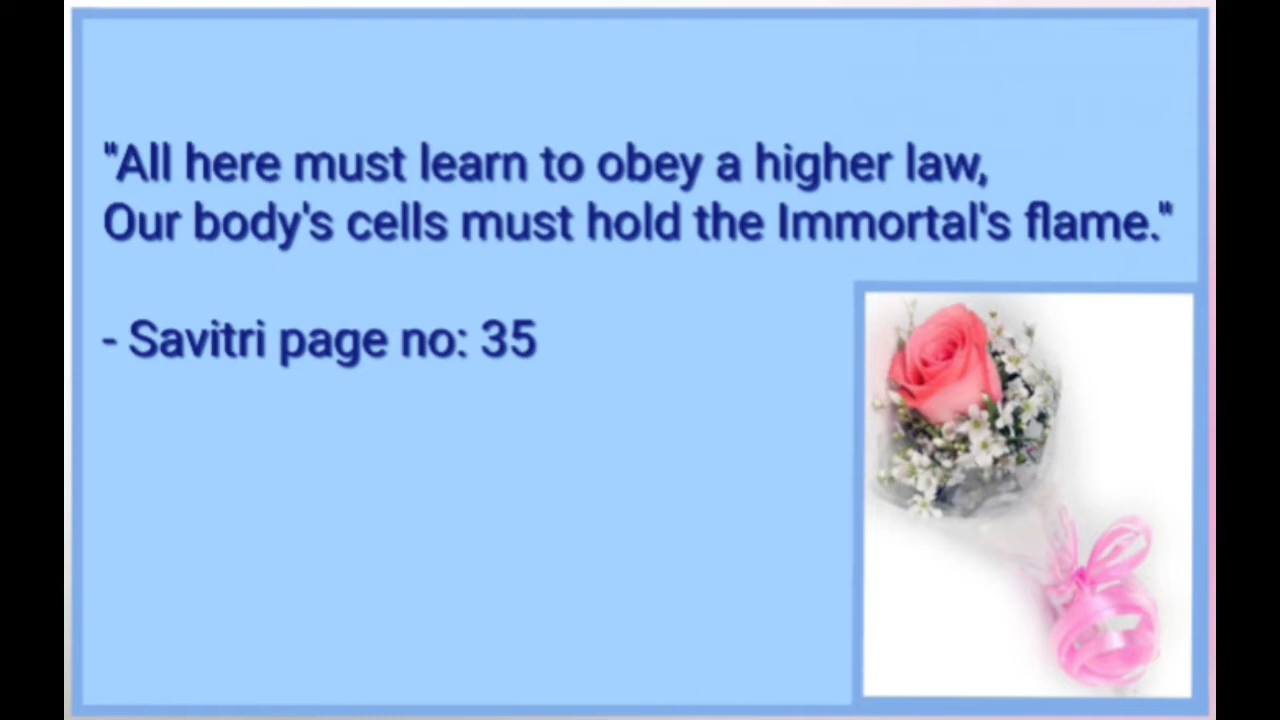 "All here must learn to obey a higher law,
Our body's cells must hold the Immortal's flame."
- Savitri page no: 35